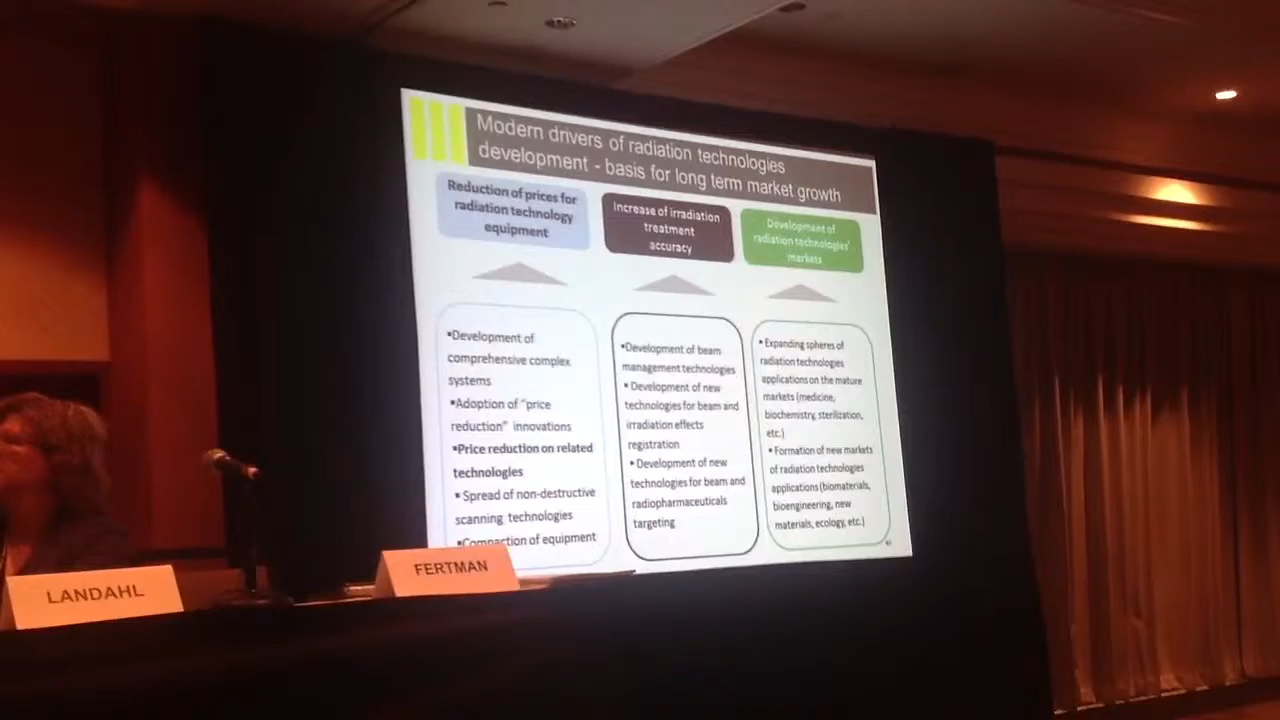 Modern drivers of radiation technologies
development - basis for long term market growth
Reduction of prices for
radiation technology
equipment
Increase of irradiation
treatment
accuracy
Development of
radiation technologies'
markets
▪Development of
comprehensive complex
systems
▪Adoption of "price
reduction" innovations
▪Price reduction on related
technologies
▪ Spread of non-destructive
scanning technologies
▪Compaction of equipment
▪Development of beam
management technologies
▪ Development of new
technologies for beam and
irradiation effects
registration
▪ Development of new
technologies for beam and
radiopharmaceuticals
targeting
▪ Expanding spheres of
radiation technologies
applications on the mature
markets (medicine,
biochemistry, sterilization,
etc.)
▪ Formation of new markets
of radiation technologies
applications (biomaterials,
bioengineering, new
materials, ecology, etc.)
LANDAHL
FERTMAN